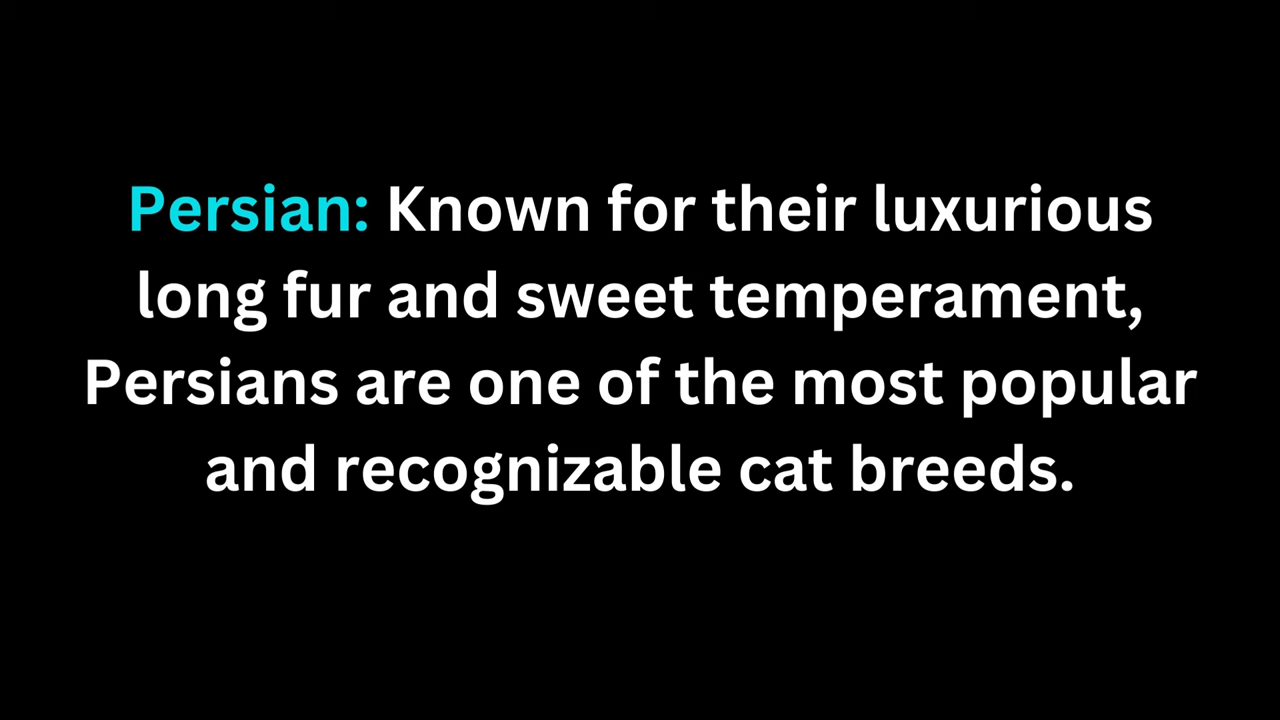 Persian: Known for their luxurious
long fur and sweet temperament,
Persians are one of the most popular
and recognizable cat breeds.